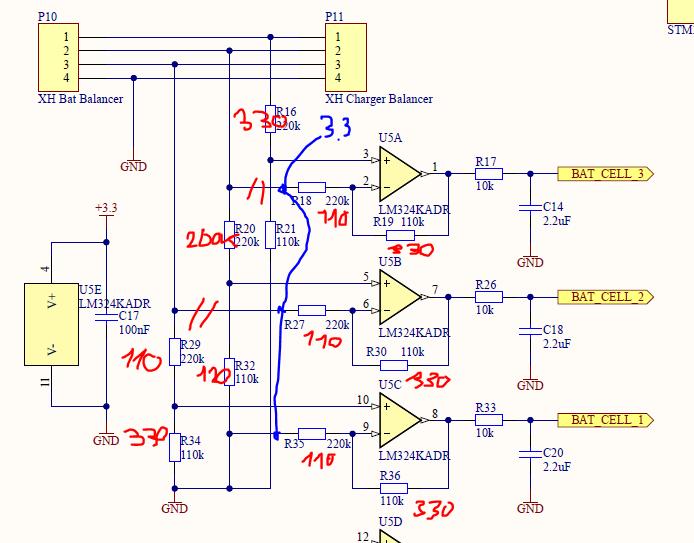 P10
P11
STM
1
1
2
2
3
3
4
4
XH Bat Balancer
XH Charger Balancer
330
R16
220k
3.3
U5A
GND
3
1
R17
BAT_CELL_3
2
10k
R18
220k
LM324KADR
+3.3
110
R19
110k
C14
2.2uF
R20
220k
R21
110k
330
GND
4
U5B
5
U5E
LM324KADR
V+
7
R26
BAT_CELL_2
C17
100nF
6
10k
R27
220k
LM324KADR
V-
R29
220k
110
110
R30
110k
C18
2.2uF
120
R32
110k
330
GND
11
U5C
10
8
R33
BAT_CELL_1
GND
330
R34
110k
9
10k
R35
220k
LM324KADR
110
R36
110k
C20
2.2uF
GND
330
GND
U5D
12